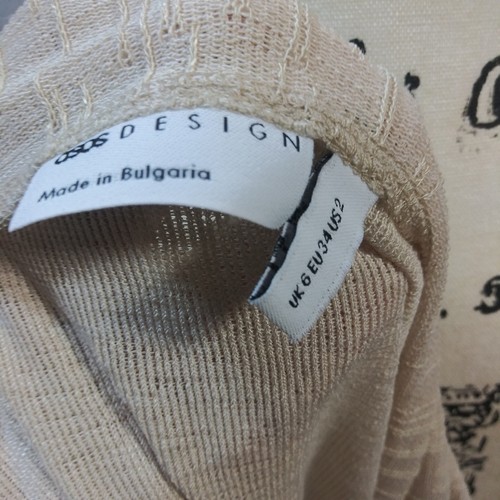 asos DESIGN
Made in Bulgaria
UK 6 EU 34 US 2